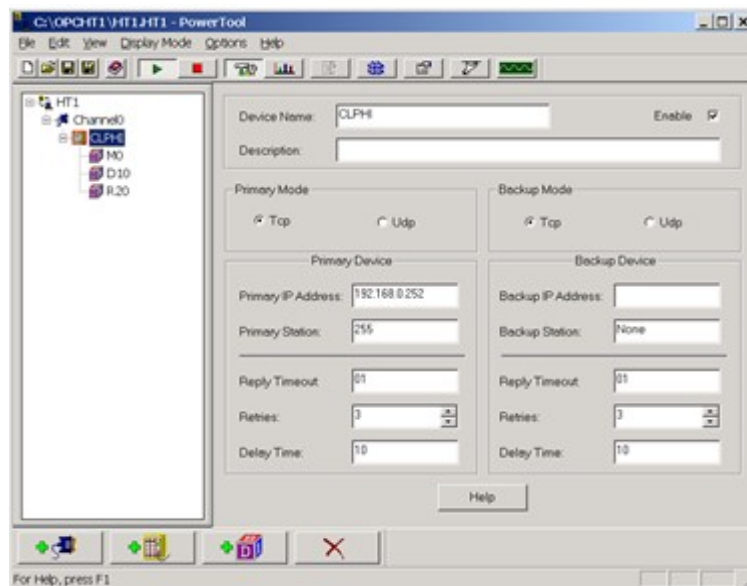 C:\OPCHT1\HT1.HT1 - PowerTool
File Edit View Display Mode Options Help
HT1
Channel0
CLPHI
M0
D10
R20
Device Name: CLPHI Enable
Description:
Primary Mode
Tcp Udp
Backup Mode
Tcp Udp
Primary Device
Primary IP Address: 192.168.0.252
Primary Station: 255
Reply Timeout 01
Retries: 3
Delay Time: 10
Backup Device
Backup IP Address:
Backup Station: None
Reply Timeout 01
Retries: 3
Delay Time: 10
Help
D
For Help, press F1